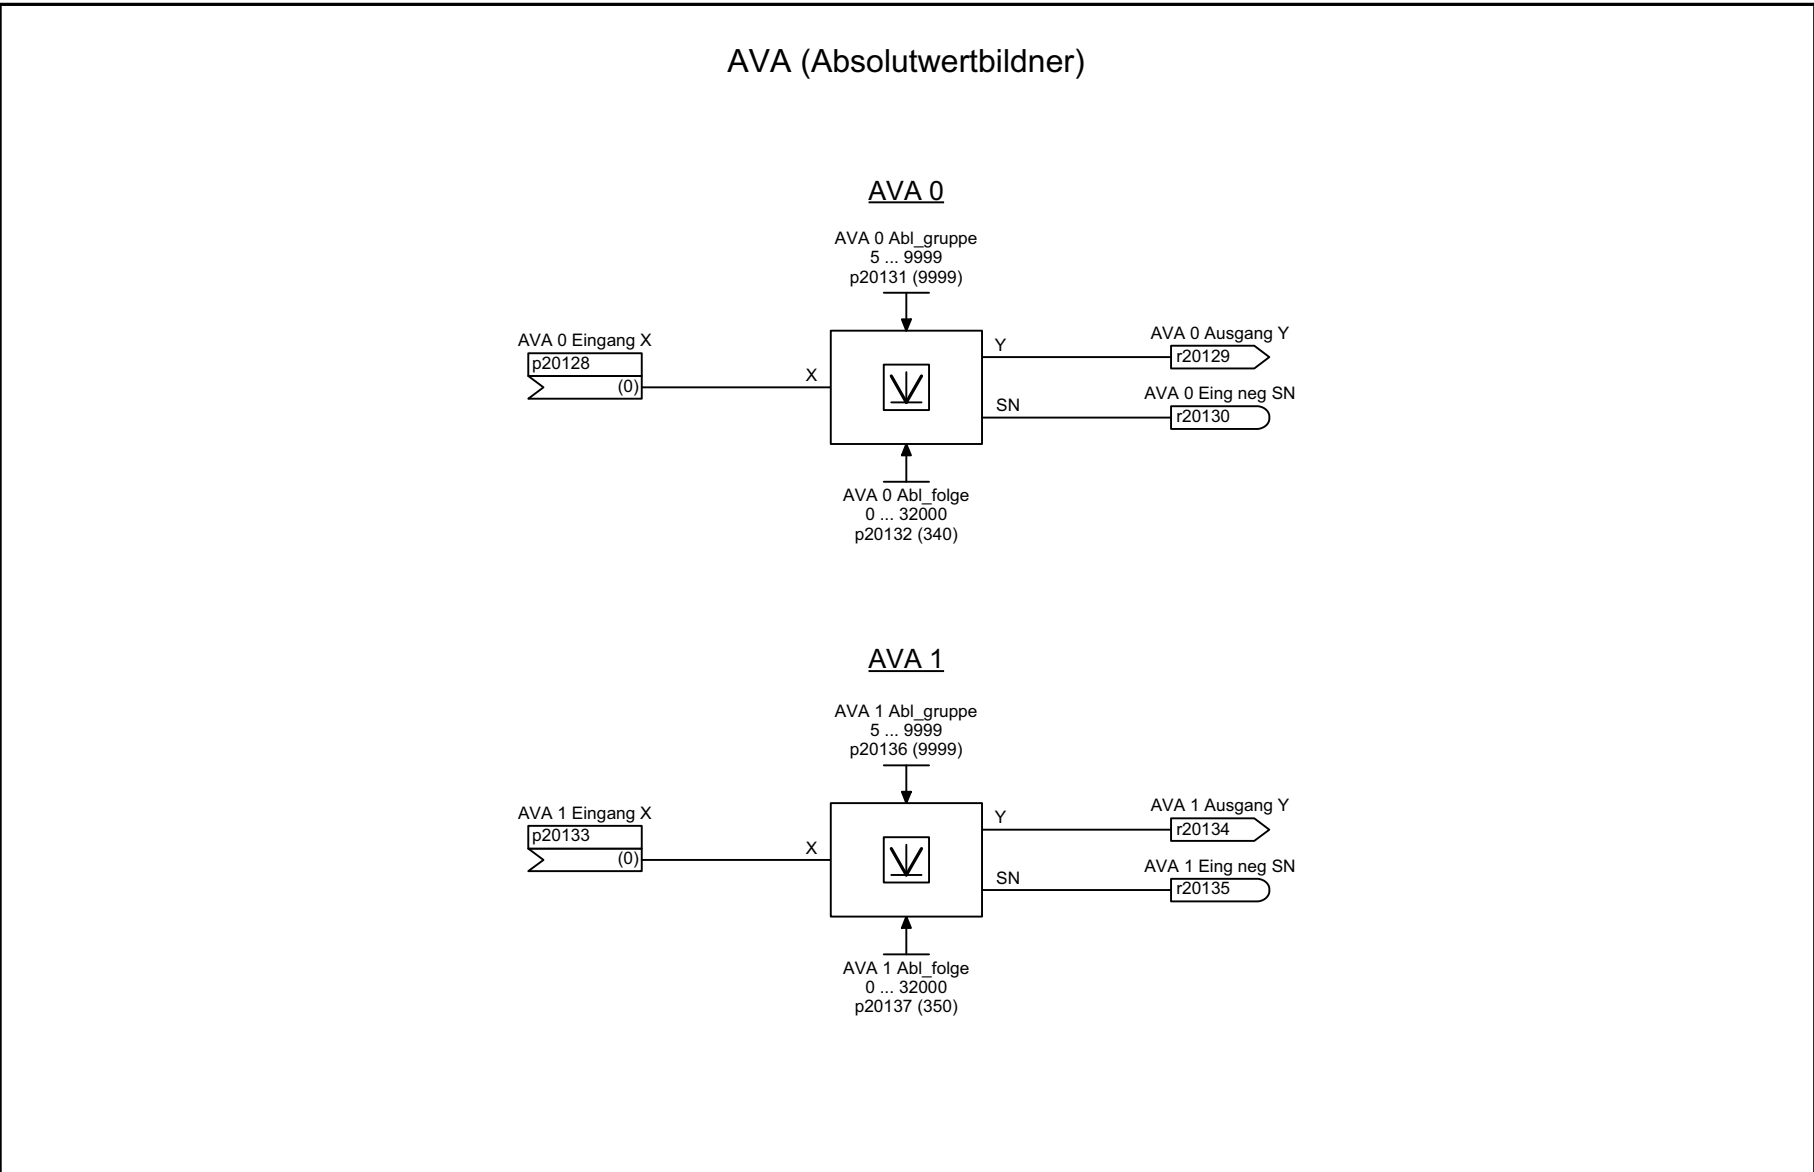 AVA (Absolutwertbildner)
AVA 0
AVA 0 Abl_gruppe
5 ... 9999
p20131 (9999)
AVA 0 Eingang X
p20128
(0)
X
Y
AVA 0 Ausgang Y
r20129
SN
AVA 0 Eing neg SN
r20130
AVA 0 Abl_folge
0 ... 32000
p20132 (340)
AVA 1
AVA 1 Abl_gruppe
5 ... 9999
p20136 (9999)
AVA 1 Eingang X
p20133
(0)
X
Y
AVA 1 Ausgang Y
r20134
SN
AVA 1 Eing neg SN
r20135
AVA 1 Abl_folge
0 ... 32000
p20137 (350)